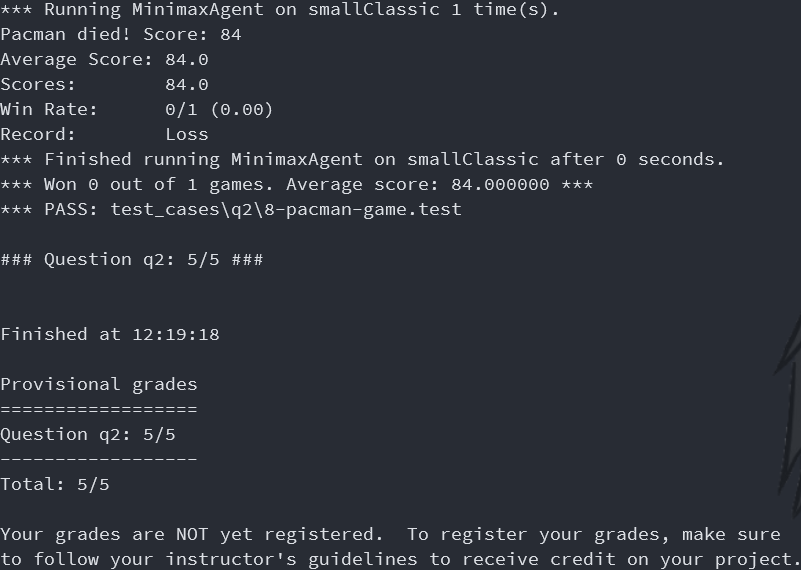 *** Running MinimaxAgent on smallClassic 1 time(s).
Pacman died! Score: 84
Average Score: 84.0
Scores:        84.0
Win Rate:      0/1 (0.00)
Record:        Loss
*** Finished running MinimaxAgent on smallClassic after 0 seconds.
*** Won 0 out of 1 games. Average score: 84.000000 ***
*** PASS: test_cases\q2\8-pacman-game.test
### Question q2: 5/5 ###
Finished at 12:19:18
Provisional grades
==================
Question q2: 5/5
------------------
Total: 5/5
Your grades are NOT yet registered.  To register your grades, make sure
to follow your instructor's guidelines to receive credit on your project.